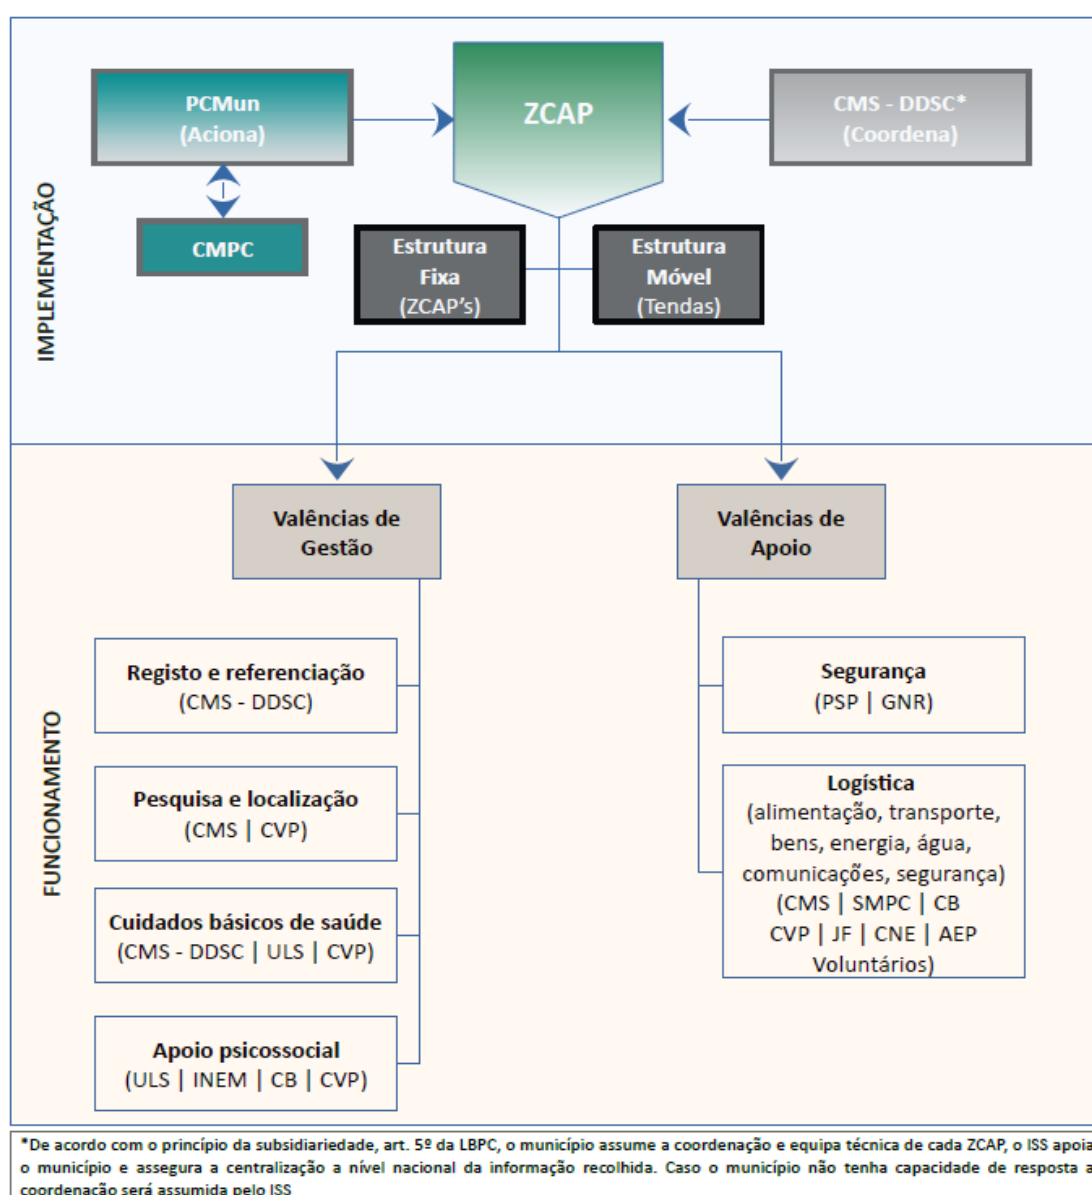 IMPLEMENTAÇÃO
PCMun
(Aciona)
ZCAP
CMS - DDSC*
(Coordena)
CMPC
Estrutura
Fixa
(ZCAP’s)
Estrutura
Móvel
(Tendas)
FUNCIONAMENTO
Valências de
Gestão
Registo e referenciação
(CMS - DDSC)
Pesquisa e localização
(CMS | CVP)
Cuidados básicos de saúde
(CMS - DDSC | ULS | CVP)
Apoio psicossocial
(ULS | INEM | CB | CVP)
Valências de
Apoio
Segurança
(PSP | GNR)
Logística
(alimentação, transporte,
bens, energia, água,
comunicações, segurança)
(CMS | SMPC | CB
CVP | JF | CNE | AEP
Voluntários)
*De acordo com o princípio da subsidiariedade, art. 5º da LBPC, o município assume a coordenação e equipa técnica de cada ZCAP, o ISS apoia
o município e assegura a centralização a nível nacional da informação recolhida. Caso o município não tenha capacidade de resposta a
coordenação será assumida pelo ISS